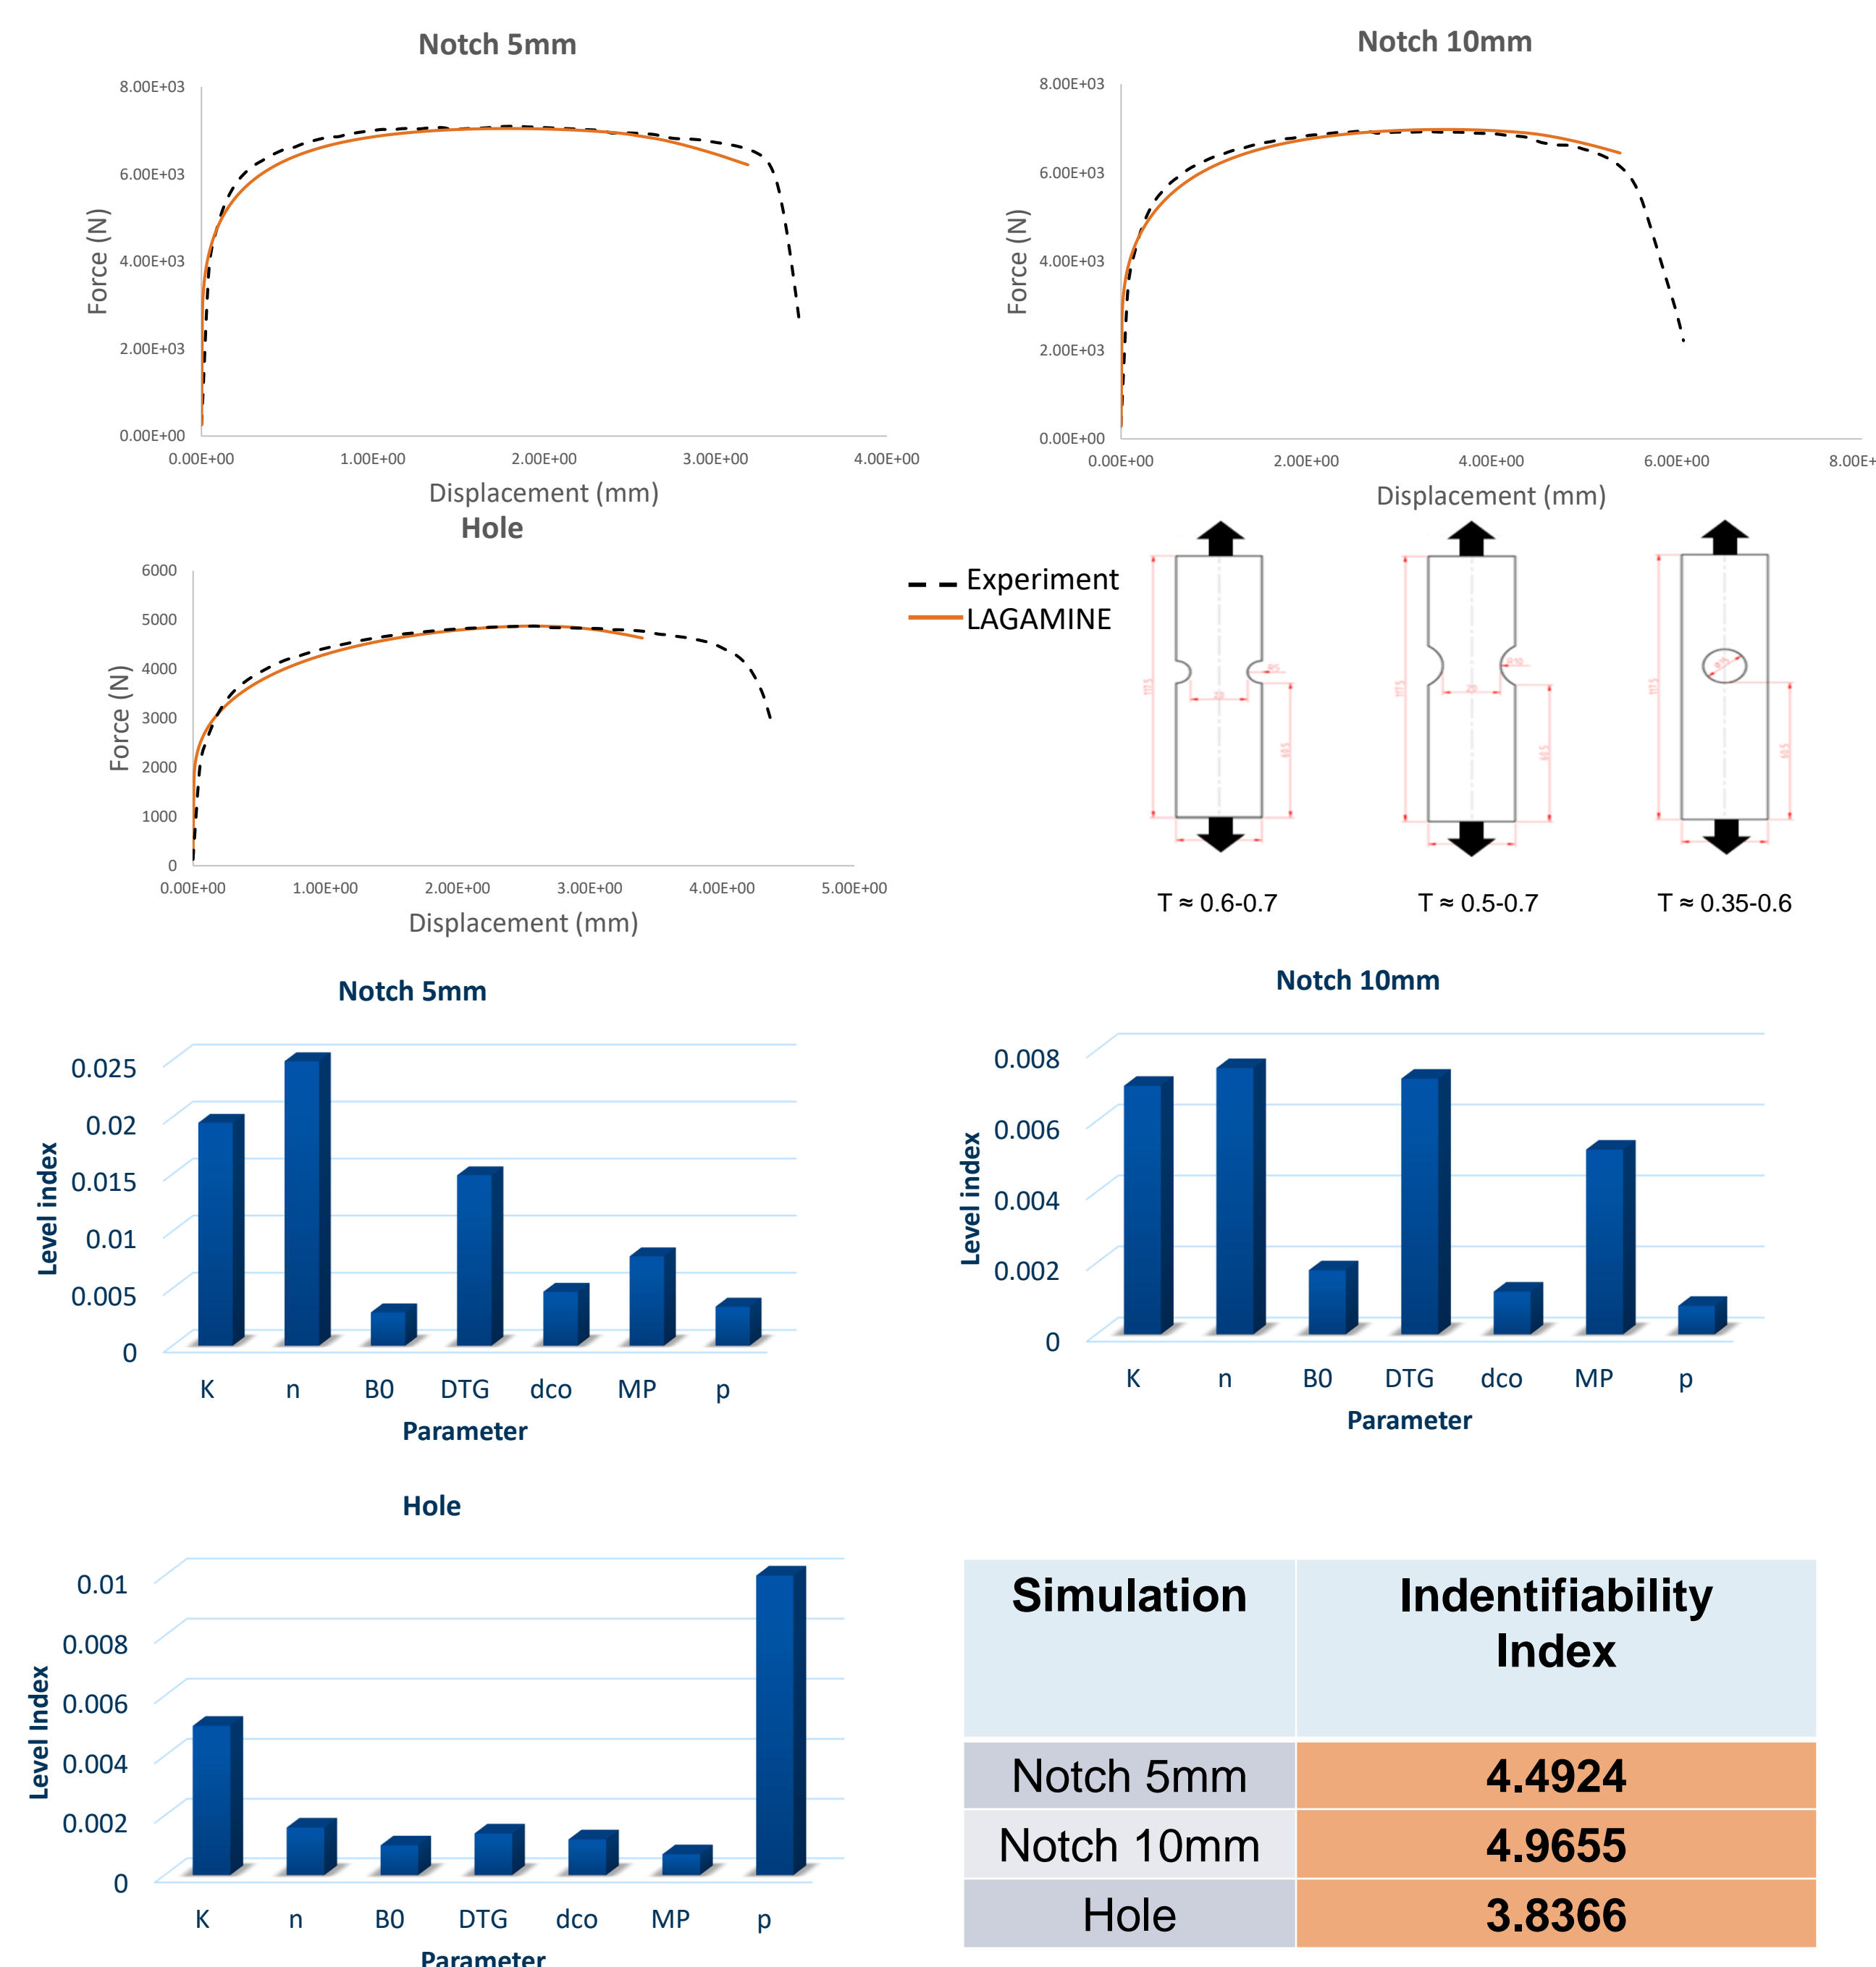 Notch 5mm
8.00E+03
6.00E+03
4.00E+03
2.00E+03
0.00E+00
Force (N)
0.00E+00 1.00E+00 2.00E+00 3.00E+00 4.00E+00
Displacement (mm)
Notch 10mm
8.00E+03
6.00E+03
4.00E+03
2.00E+03
0.00E+00
Force (N)
0.00E+00 2.00E+00 4.00E+00 6.00E+00
Displacement (mm)
Hole
6000
5000
4000
3000
2000
1000
0
Force (N)
0.00E+00 1.00E+00 2.00E+00 3.00E+00 4.00E+00 5.00E+00
Displacement (mm)
Experiment
LAGAMINE
T ≈ 0.6-0.7
T ≈ 0.5-0.7
T ≈ 0.35-0.6
Notch 5mm
0.025
0.02
0.015
0.01
0.005
0
Level index
K n B0 DTG dco MP p
Parameter
Notch 10mm
0.008
0.006
0.004
0.002
0
Level index
K n B0 DTG dco MP p
Parameter
Hole
0.01
0.008
0.006
0.004
0.002
0
Level Index
K n B0 DTG dco MP p
Parameter
Simulation
Indentifiability
Index
Notch 5mm 4.4924
Notch 10mm 4.9655
Hole 3.8366